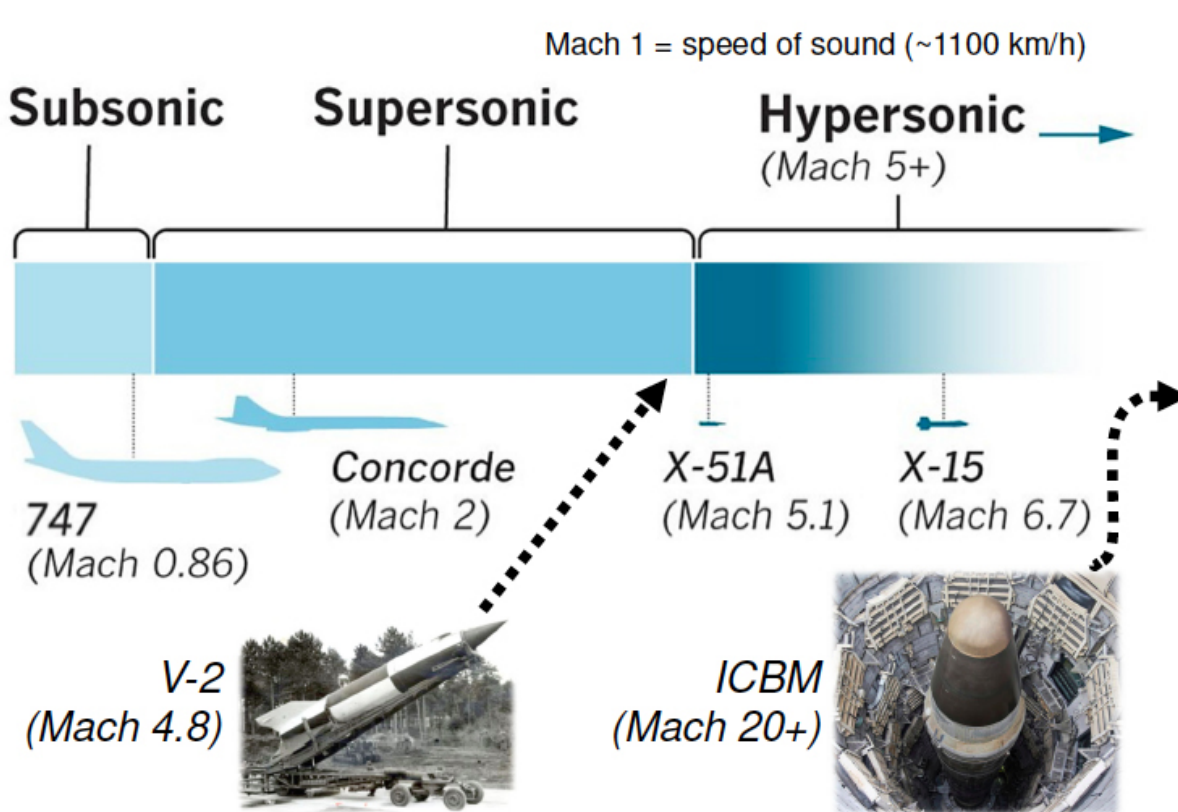 Mach 1 = speed of sound (~1100 km/h)
Subsonic
Supersonic
Hypersonic
(Mach 5+)
747
(Mach 0.86)
Concorde
(Mach 2)
X-51A
(Mach 5.1)
X-15
(Mach 6.7)
V-2
(Mach 4.8)
ICBM
(Mach 20+)